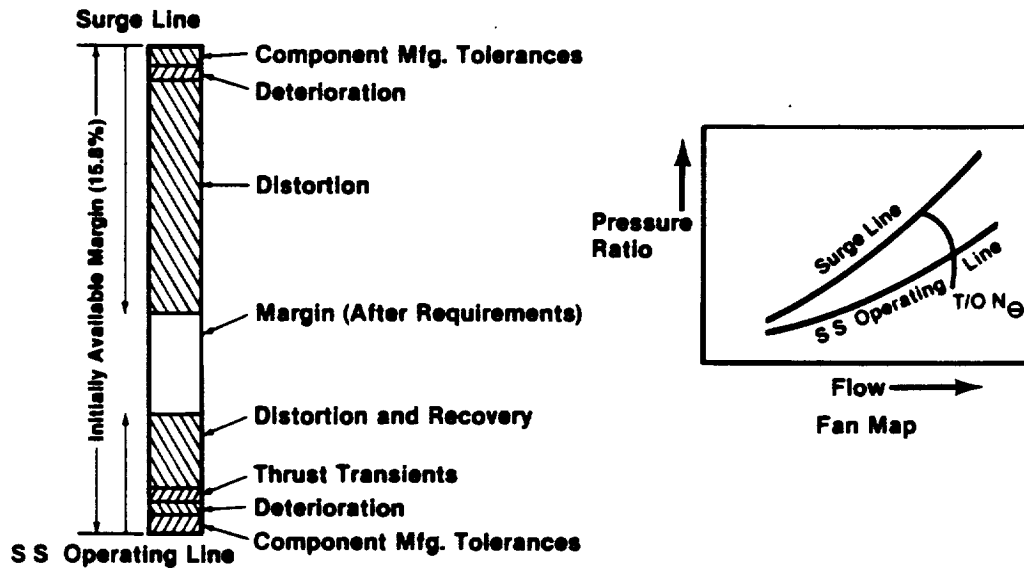 Surge Line
Component Mfg. Tolerances
Deterioration
Distortion
Margin (After Requirements)
Distortion and Recovery
Thrust Transients
Deterioration
Component Mfg. Tolerances
S S Operating Line
Initially Available Margin (15.8%)
Pressure
Ratio
Surge Line
S S Operating Line
T/O N⊖
Flow
Fan Map